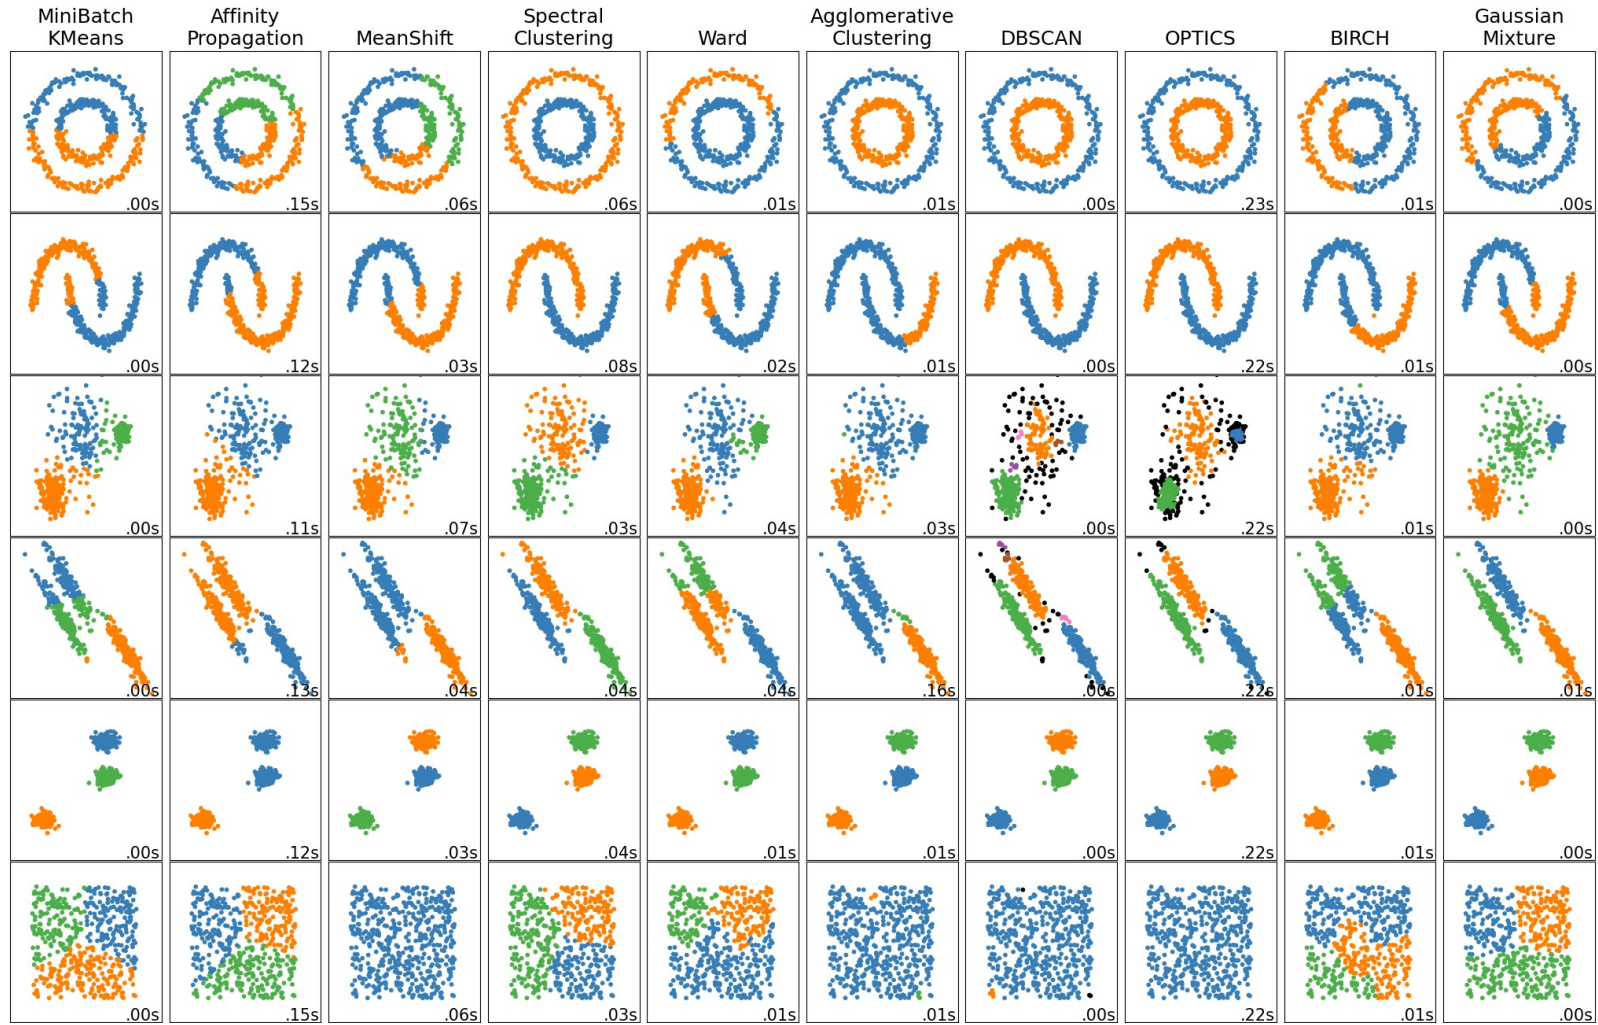 MiniBatch
KMeans
Affinity
Propagation
MeanShift
Spectral
Clustering
Ward
Agglomerative
Clustering
DBSCAN
OPTICS
BIRCH
Gaussian
Mixture
.00s
.15s
.06s
.06s
.01s
.01s
.00s
.23s
.01s
.00s
.00s
.12s
.03s
.08s
.02s
.01s
.00s
.22s
.01s
.00s
.00s
.11s
.07s
.03s
.04s
.03s
.00s
.22s
.01s
.00s
.00s
.13s
.04s
.04s
.04s
.16s
.00s
.22s
.01s
.01s
.00s
.12s
.03s
.04s
.01s
.01s
.00s
.22s
.01s
.00s
.00s
.15s
.06s
.03s
.01s
.01s
.00s
.22s
.01s
.00s